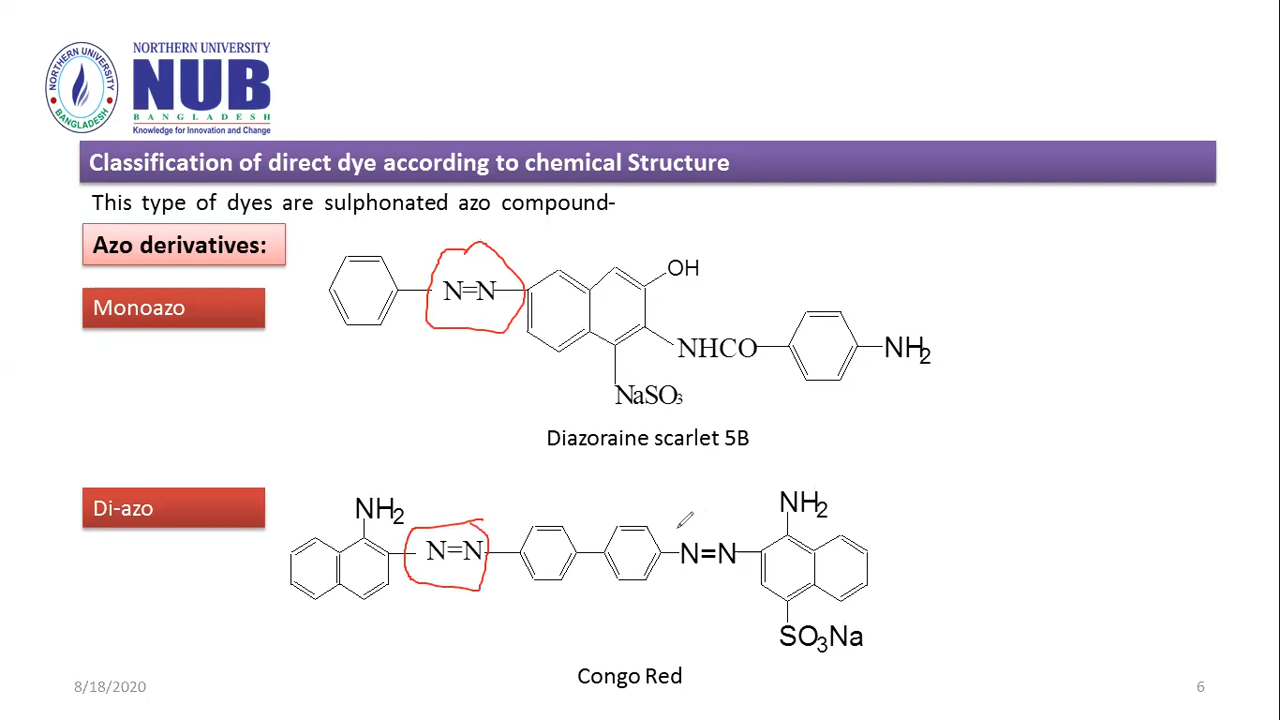 NORTHERN UNIVERSITY
BANGLADESH
NORTHERN UNIVERSITY
NUB
BANGLADESH
Knowledge for Innovation and Change
Classification of direct dye according to chemical Structure
This type of dyes are sulphonated azo compound-
Azo derivatives:
Monoazo
N=N
OH
NHCO
NH2
NaSO3
Diazoraine scarlet 5B
Di-azo
NH2
N=N
N=N
NH2
SO3Na
Congo Red
8/18/2020
6